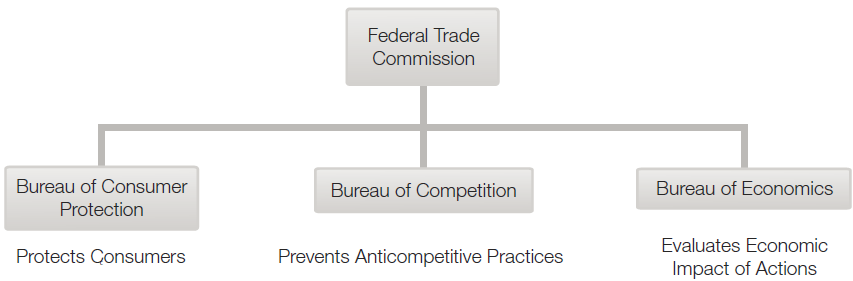 Federal Trade
Commission
Bureau of Consumer
Protection
Protects Consumers
Bureau of Competition
Prevents Anticompetitive Practices
Bureau of Economics
Evaluates Economic
Impact of Actions